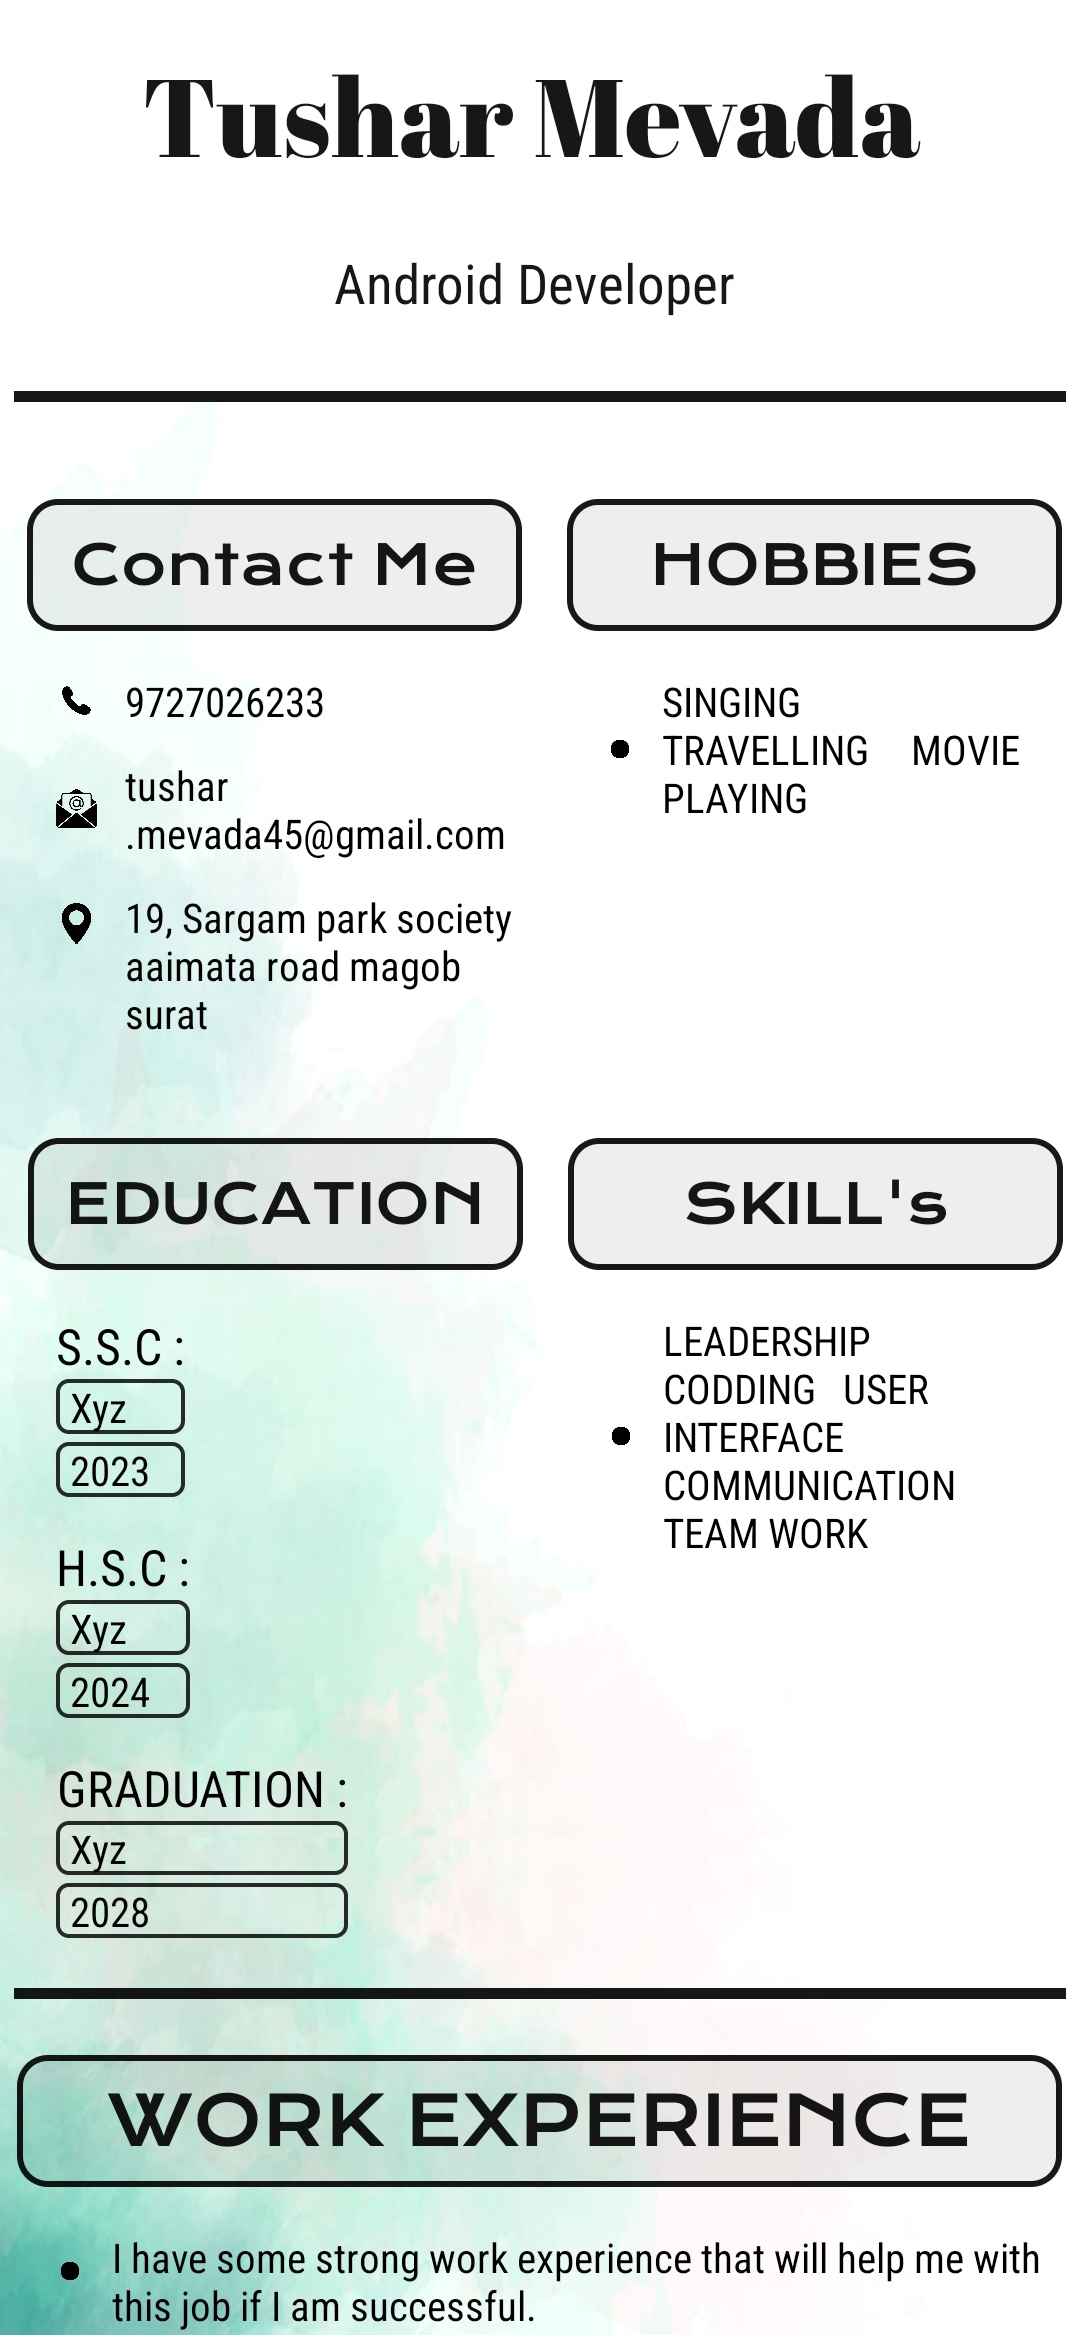 Tushar Mevada
Android Developer
Contact Me
9727026233
tushar
.mevada45@gmail.com
19, Sargam park society
aaimata road magob
surat
HOBBIES
SINGING
TRAVELLING MOVIE
PLAYING
EDUCATION
S.S.C :
Xyz
2023
H.S.C :
Xyz
2024
GRADUATION :
Xyz
2028
SKILL's
LEADERSHIP
CODDING USER
INTERFACE
COMMUNICATION
TEAM WORK
WORK EXPERIENCE
I have some strong work experience that will help me with
this job if I am successful.